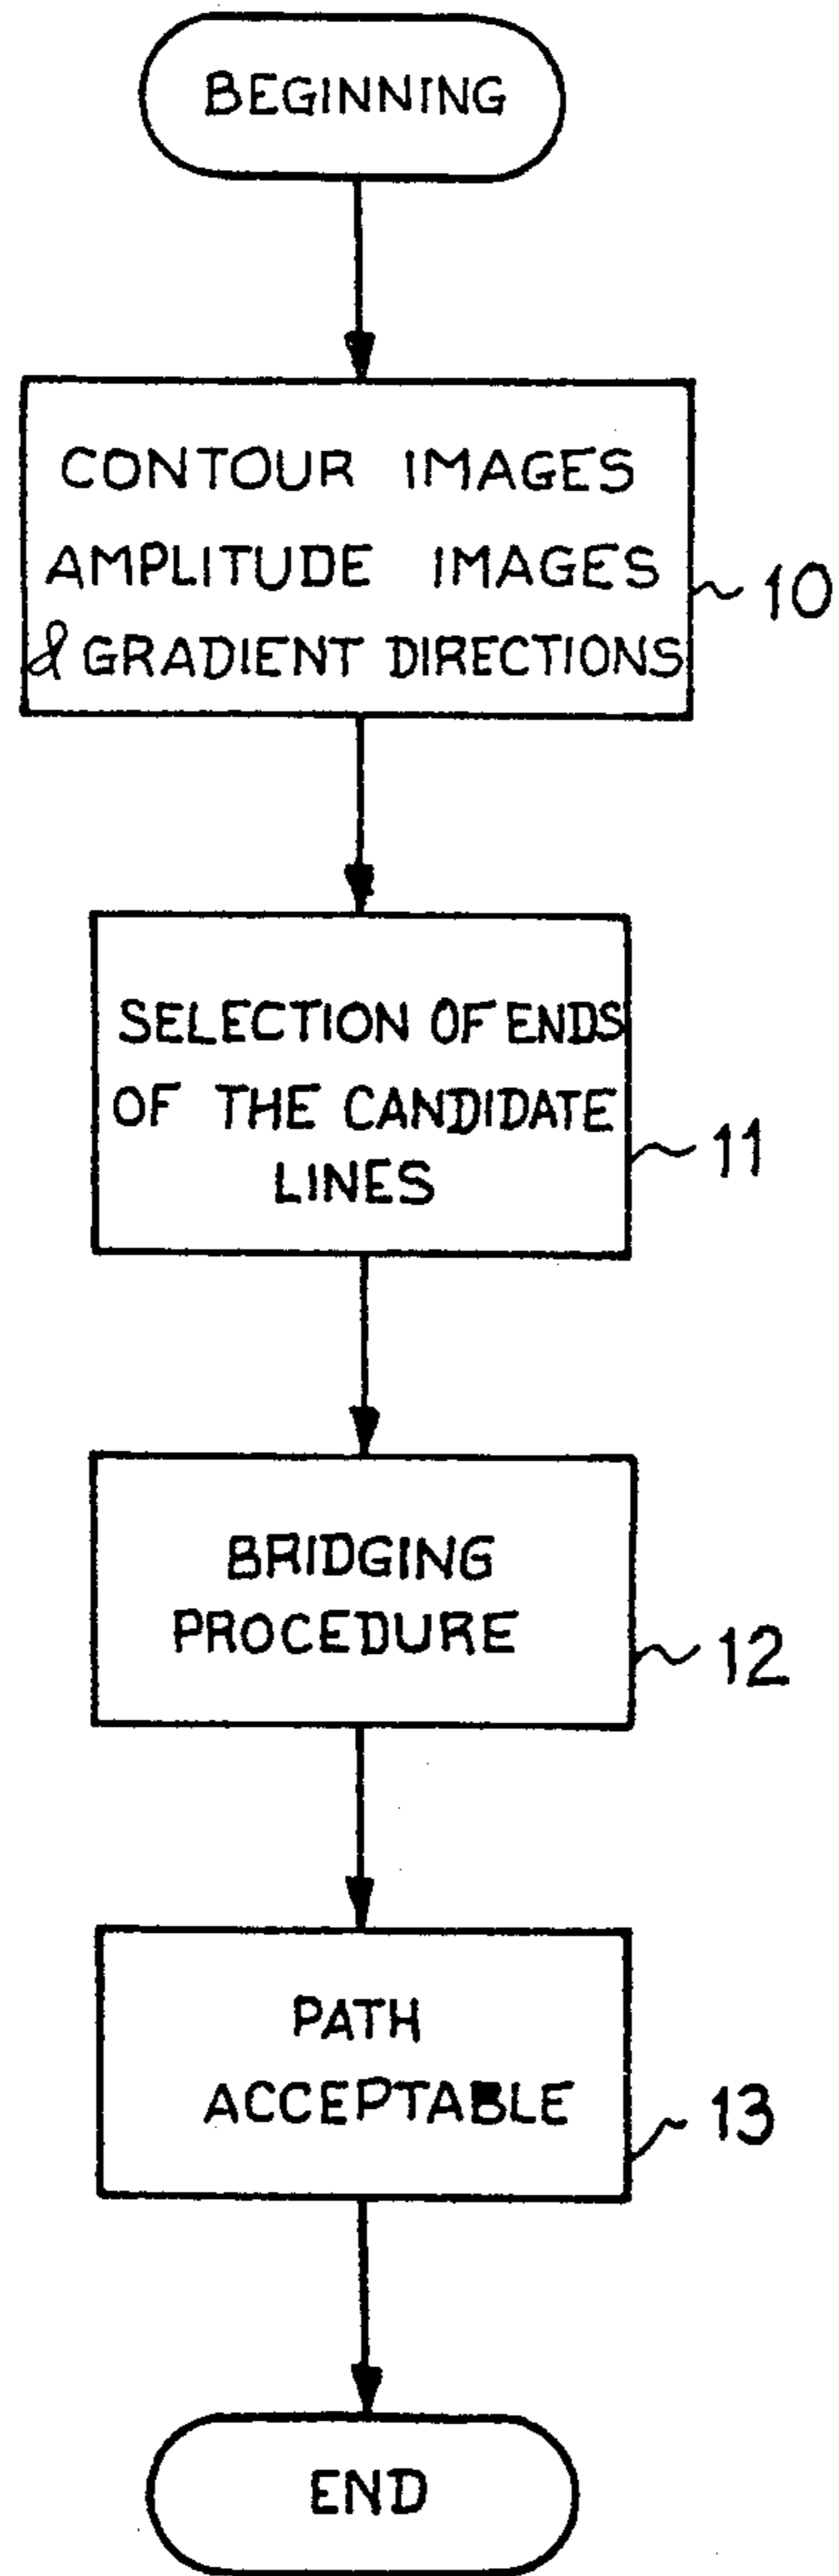 BEGINNING
CONTOUR IMAGES
AMPLITUDE IMAGES
& GRADIENT DIRECTIONS
10
SELECTION OF ENDS
OF THE CANDIDATE
LINES
11
BRIDGING
PROCEDURE
12
PATH
ACCEPTABLE
13
END